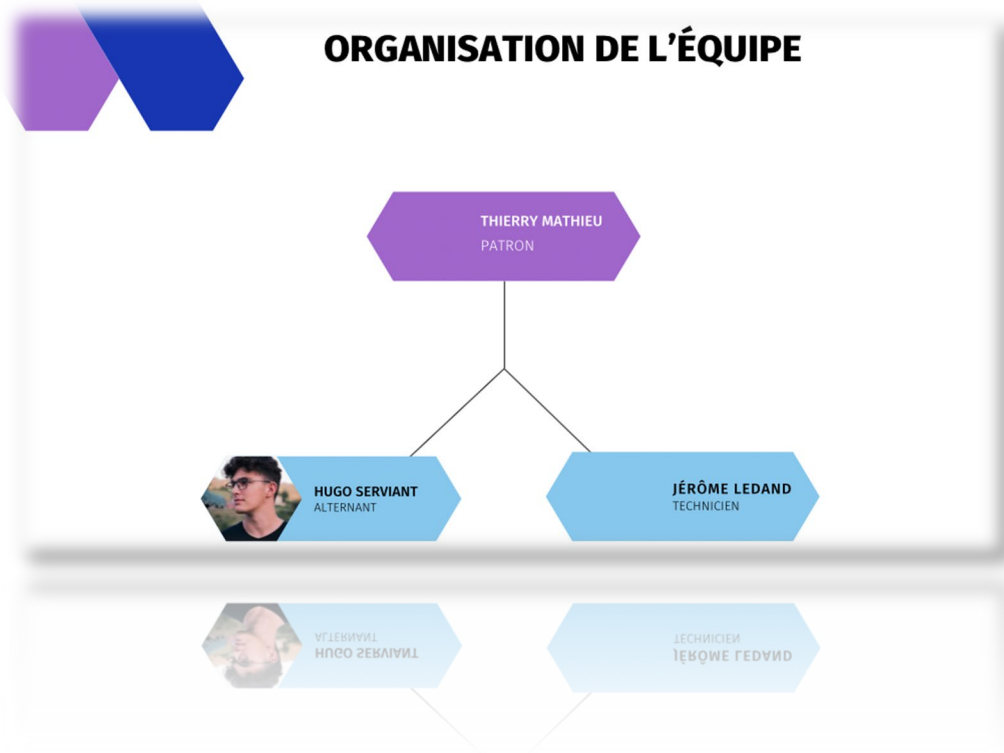 ORGANISATION DE L’ÉQUIPE
THIERRY MATHIEU
PATRON
HUGO SERVIANT
ALTERNANT
JÉRÔME LEDAND
TECHNICIEN